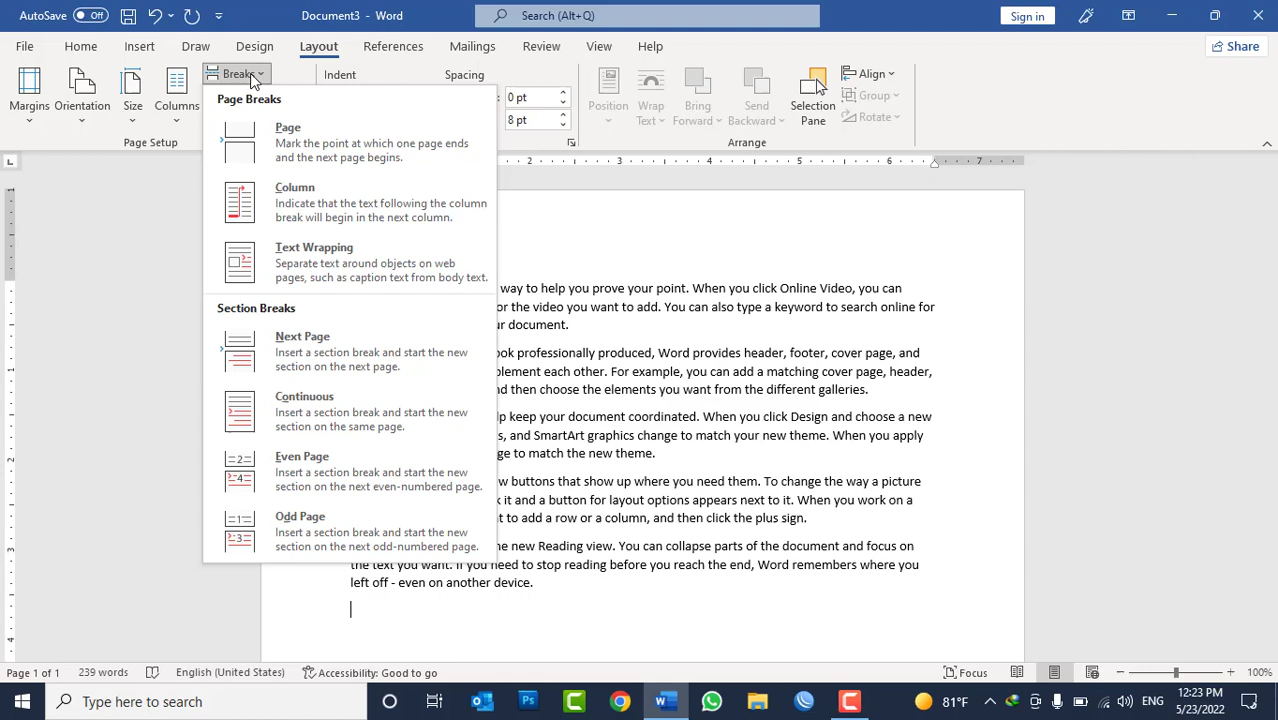 AutoSave Off Document3 - Word Search (Alt+Q) Sign in
File Home Insert Draw Design Layout References Mailings Review View Help Share
Breaks Indent Spacing
Margins Orientation Size Columns
: 0 pt
8 pt
Position Wrap Text Bring Forward Send Backward Selection Pane
Align
Group
Rotate
Page Setup Arrange
Page Breaks
Page
Mark the point at which one page ends
and the next page begins.
Column
Indicate that the text following the column
break will begin in the next column.
Text Wrapping
Separate text around objects on web
pages, such as caption text from body text.
Section Breaks
Next Page
Insert a section break and start the new
section on the next page.
Continuous
Insert a section break and start the new
section on the same page.
Even Page
Insert a section break and start the new
section on the next even-numbered page.
Odd Page
Insert a section break and start the new
section on the next odd-numbered page.
2 3 4 5 6 7
1
1
2
3
4
way to help you prove your point. When you click Online Video, you can
or the video you want to add. You can also type a keyword to search online for
ur document.
ook professionally produced, Word provides header, footer, cover page, and
plement each other. For example, you can add a matching cover page, header,
nd then choose the elements you want from the different galleries.
lp keep your document coordinated. When you click Design and choose a new
s, and SmartArt graphics change to match your new theme. When you apply
ge to match the new theme.
w buttons that show up where you need them. To change the way a picture
k it and a button for layout options appears next to it. When you work on a
t to add a row or a column, and then click the plus sign.
he new Reading view. You can collapse parts of the document and focus on
the text you want. If you need to stop reading before you reach the end, Word remembers where you
left off - even on another device.
Page 1 of 1 239 words English (United States) Accessibility: Good to go Focus 100%
Type here to search 81°F ENG 12:23 PM
5/23/2022